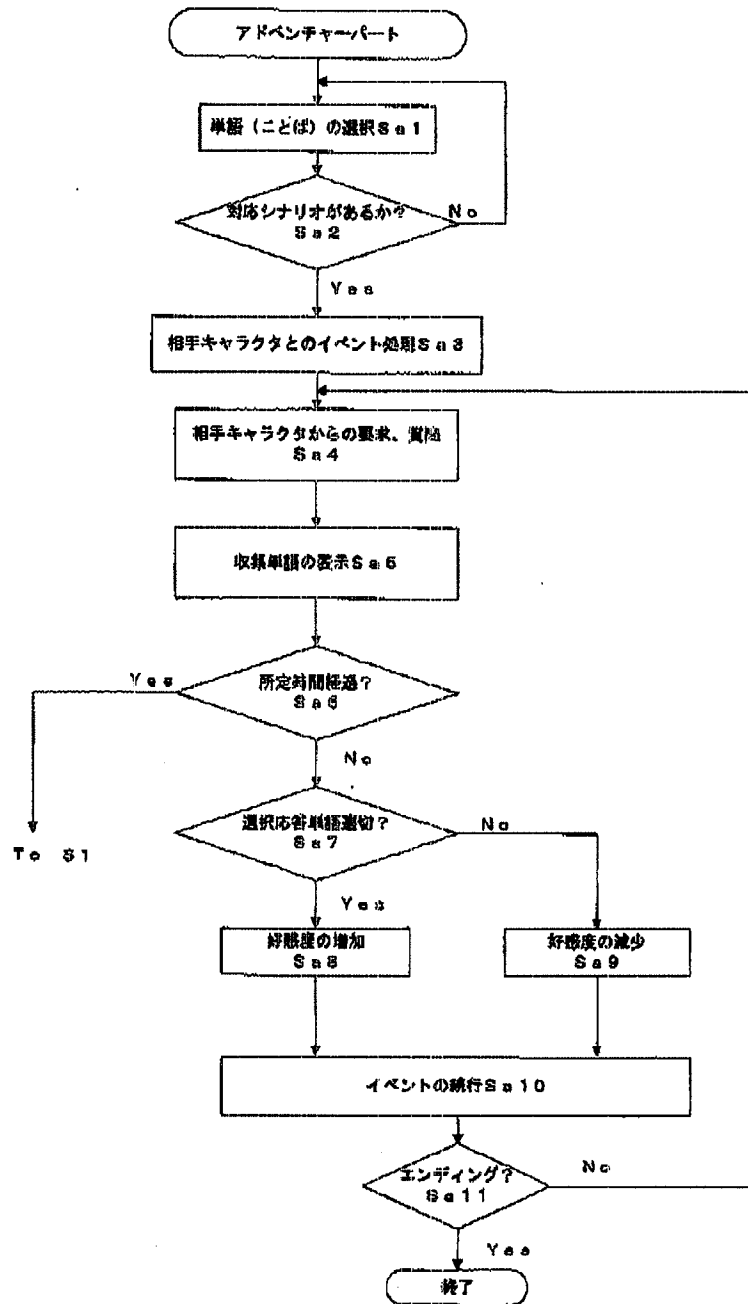 アドベンチャーパート
単語（ことば）の選択Ｓａ１
対応シナリオがあるか？
Ｓａ２
Ｎｏ
Ｙｅｓ
相手キャラクタとのイベント処理Ｓａ３
相手キャラクタからの要求、質問
Ｓａ４
収集単語の表示Ｓａ５
所定時間経過？
Ｓａ６
Ｙｅｓ
Ｎｏ
Ｔｏ　Ｓ１
選択応答単語適切？
Ｓａ７
Ｎｏ
Ｙｅｓ
好感度の増加
Ｓａ８
好感度の減少
Ｓａ９
イベントの続行Ｓａ１０
エンディング？
Ｓａ１１
Ｎｏ
Ｙｅｓ
終了